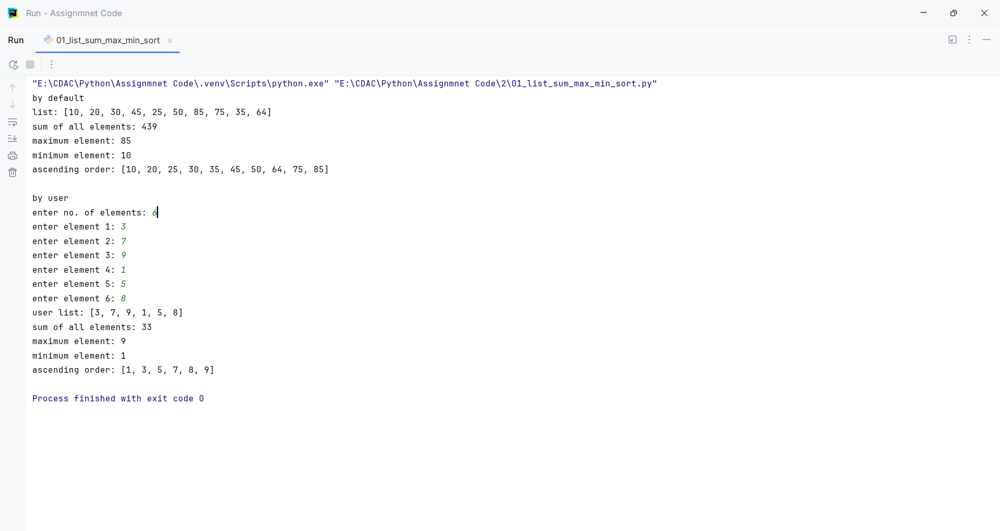 Run - Assignmnet Code
Run 01_list_sum_max_min_sort
"E:\CDAC\Python\Assignmnet Code\.venv\Scripts\python.exe" "E:\CDAC\Python\Assignmnet Code\2\01_list_sum_max_min_sort.py"
by default
list: [10, 20, 30, 45, 25, 50, 85, 75, 35, 64]
sum of all elements: 439
maximum element: 85
minimum element: 10
ascending order: [10, 20, 25, 30, 35, 45, 50, 64, 75, 85]
by user
enter no. of elements: 6
enter element 1: 3
enter element 2: 7
enter element 3: 9
enter element 4: 1
enter element 5: 5
enter element 6: 8
user list: [3, 7, 9, 1, 5, 8]
sum of all elements: 33
maximum element: 9
minimum element: 1
ascending order: [1, 3, 5, 7, 8, 9]
Process finished with exit code 0